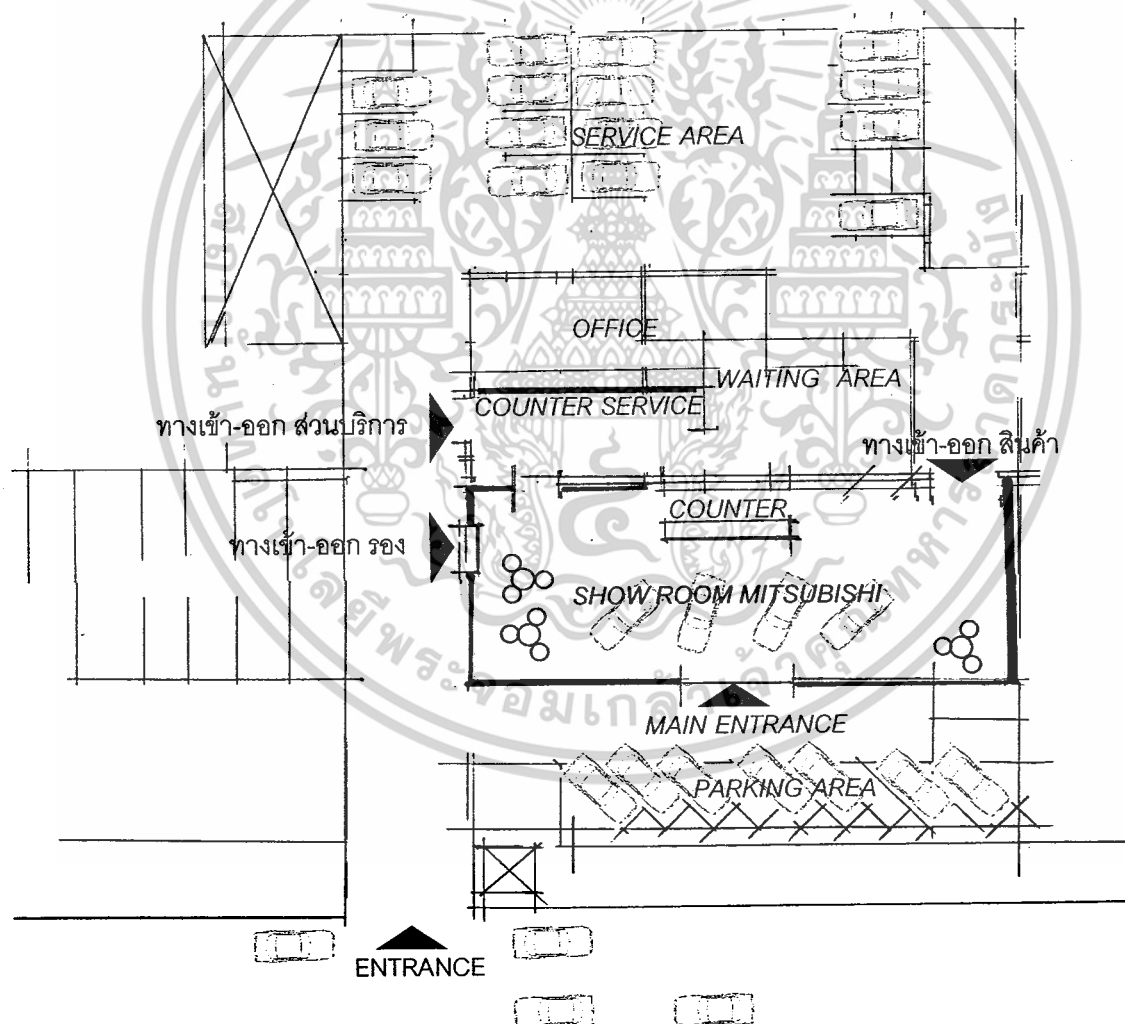 SERVICE AREA
OFFICE
WAITING AREA
COUNTER SERVICE
ทางเข้า-ออก ส่วนบริการ
ทางเข้า-ออก สินค้า
COUNTER
ทางเข้า-ออก รอง
SHOW ROOM MITSUBISHI
MAIN ENTRANCE
PARKING AREA
ENTRANCE